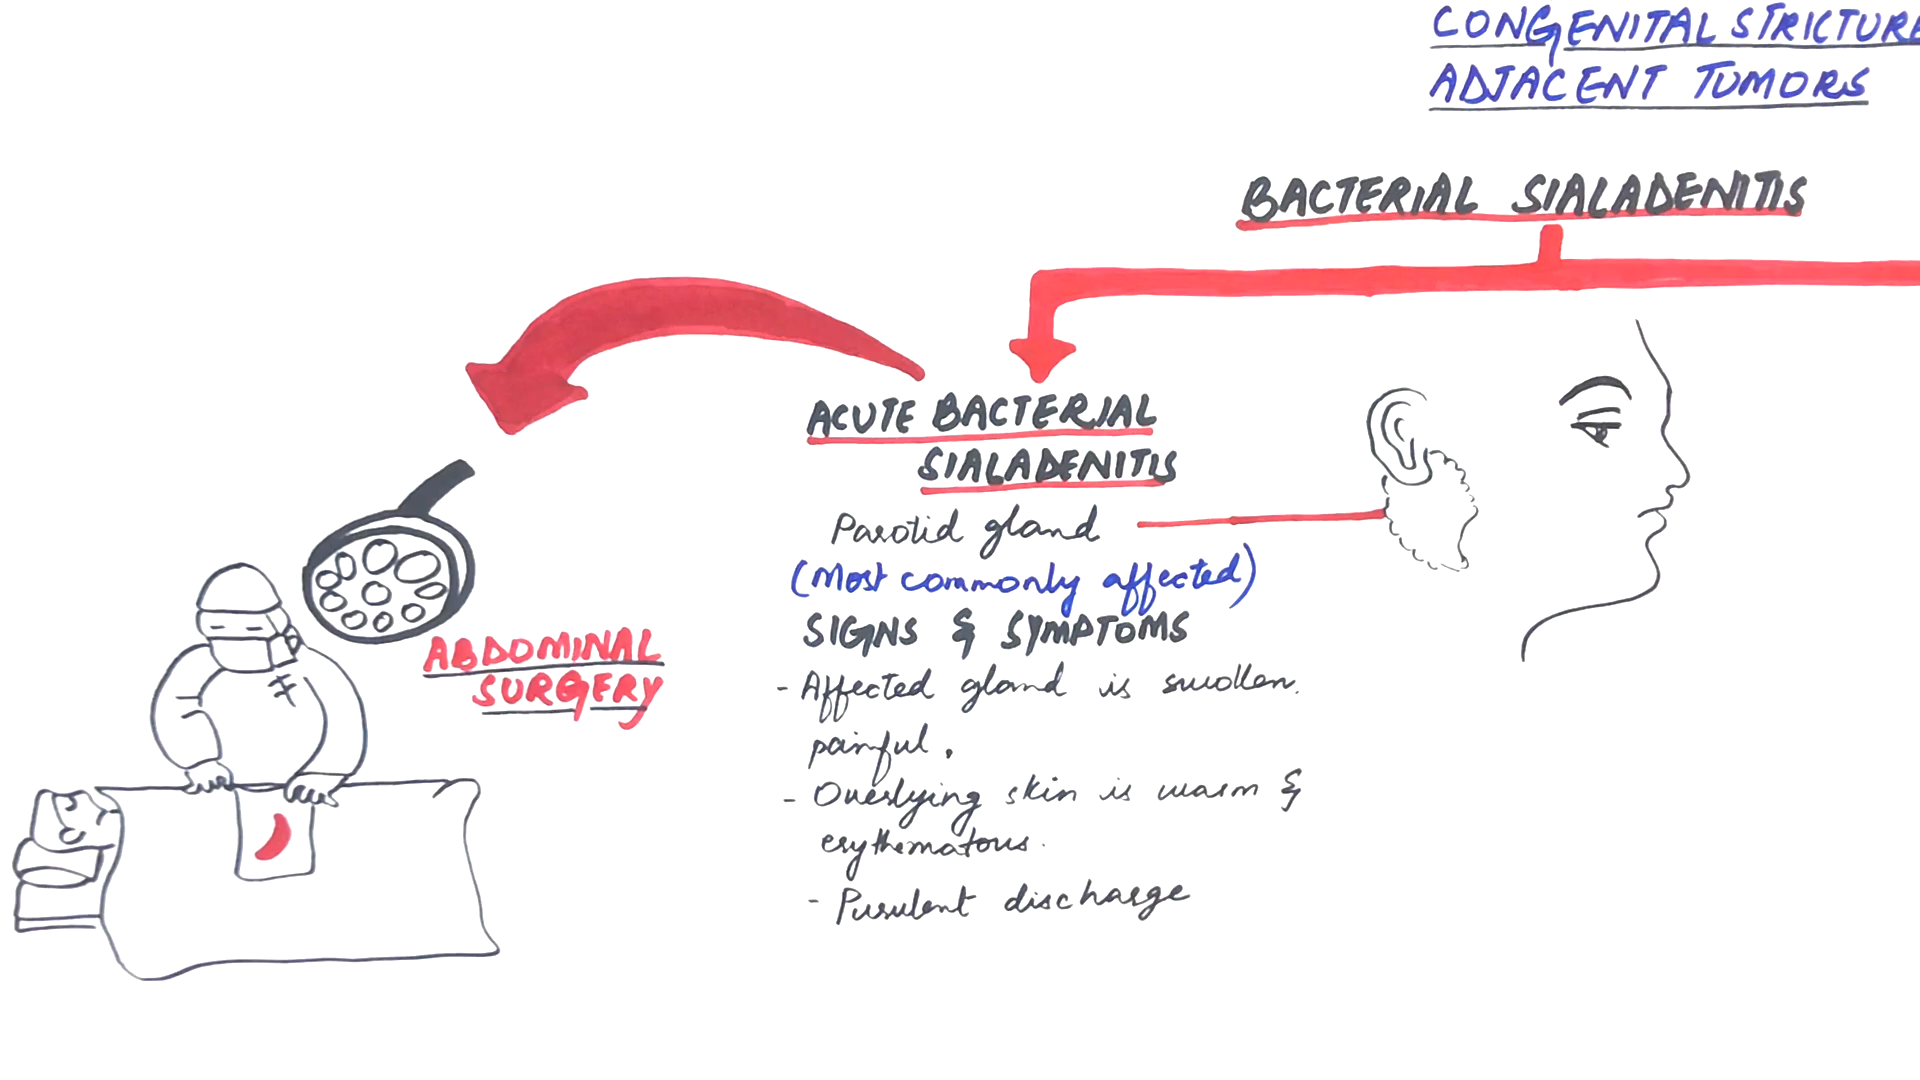 CONGENITAL STRICTURE
ADJACENT TUMORS
BACTERIAL SIALADENITIS
ACUTE BACTERIAL
SIALADENITIS
Parotid gland
(Most commonly affected)
SIGNS & SYMPTOMS
- Affected gland is swollen,
painful.
- Overlying skin is warm &
erythematous.
- Purulent discharge
ABDOMINAL
SURGERY